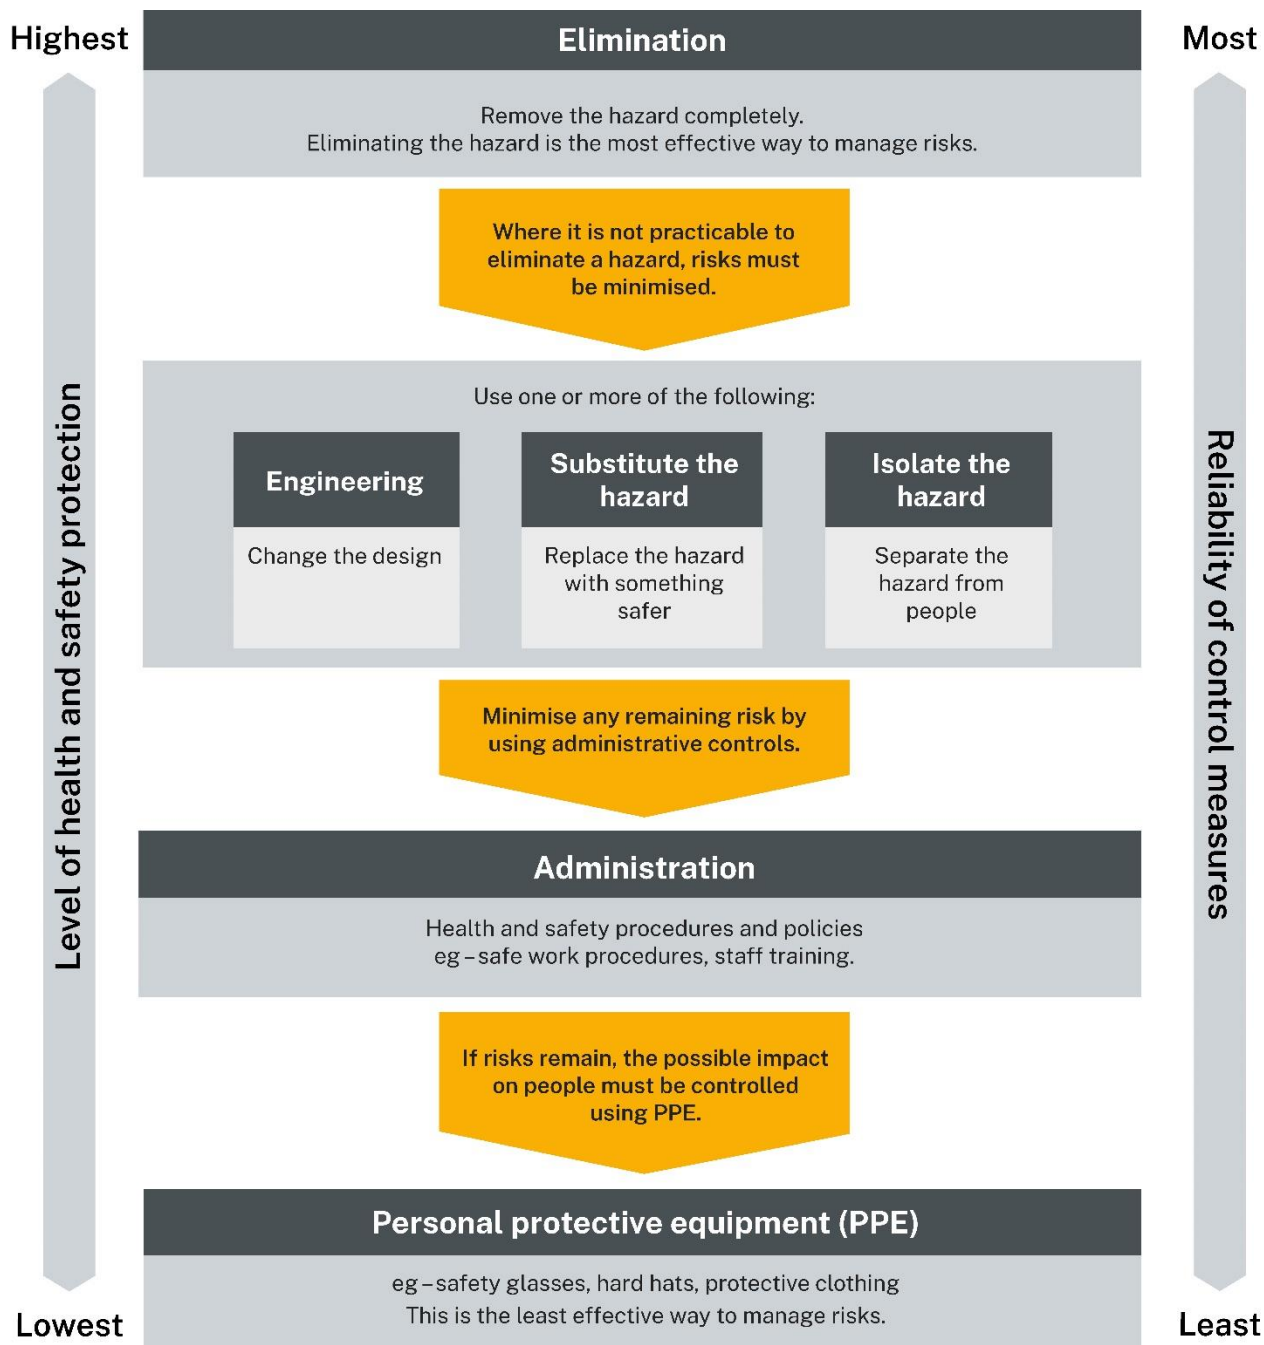 Highest
Most
Elimination
Remove the hazard completely.
Eliminating the hazard is the most effective way to manage risks.
Where it is not practicable to
eliminate a hazard, risks must
be minimised.
Use one or more of the following:
Engineering
Change the design
Substitute the
hazard
Replace the hazard
with something
safer
Isolate the
hazard
Separate the
hazard from
people
Minimise any remaining risk by
using administrative controls.
Administration
Health and safety procedures and policies
eg – safe work procedures, staff training.
If risks remain, the possible impact
on people must be controlled
using PPE.
Personal protective equipment (PPE)
eg – safety glasses, hard hats, protective clothing
This is the least effective way to manage risks.
Level of health and safety protection
Reliability of control measures
Lowest
Least